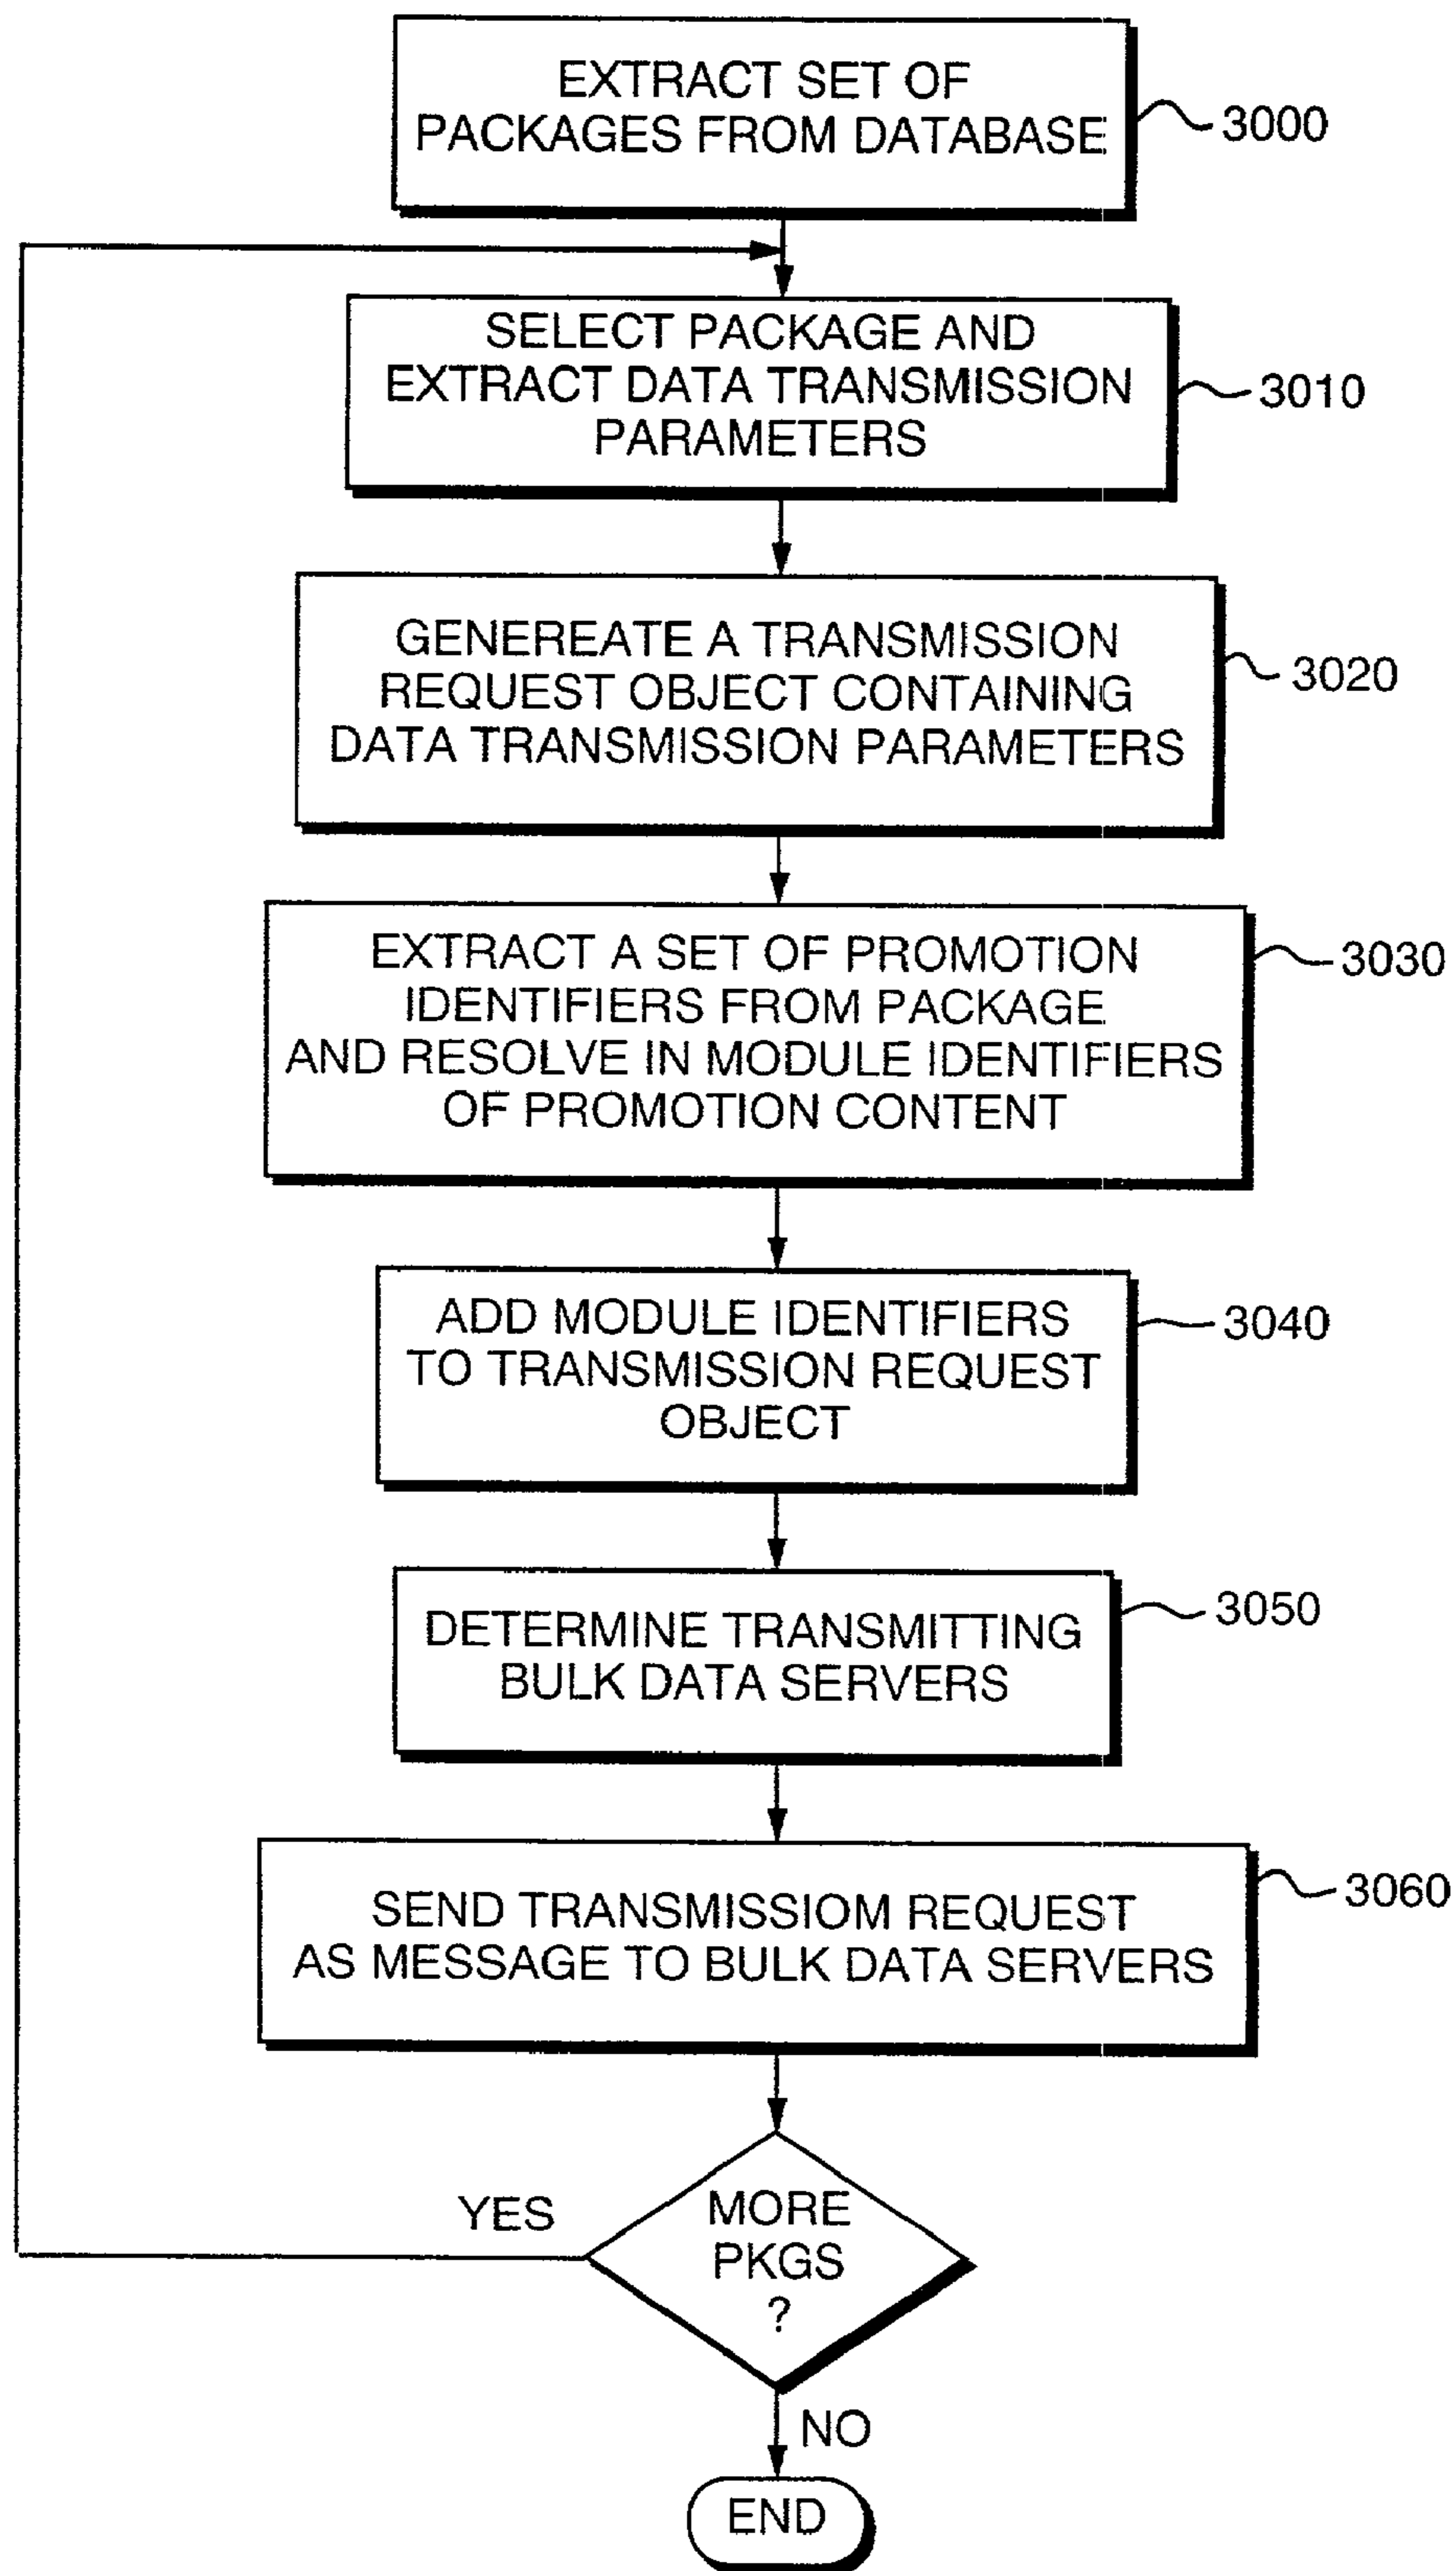 EXTRACT SET OF
PACKAGES FROM DATABASE
3000
SELECT PACKAGE AND
EXTRACT DATA TRANSMISSION
PARAMETERS
3010
GENEREATE A TRANSMISSION
REQUEST OBJECT CONTAINING
DATA TRANSMISSION PARAMETERS
3020
EXTRACT A SET OF PROMOTION
IDENTIFIERS FROM PACKAGE
AND RESOLVE IN MODULE IDENTIFIERS
OF PROMOTION CONTENT
3030
ADD MODULE IDENTIFIERS
TO TRANSMISSION REQUEST
OBJECT
3040
DETERMINE TRANSMITTING
BULK DATA SERVERS
3050
SEND TRANSMISSIOM REQUEST
AS MESSAGE TO BULK DATA SERVERS
3060
YES
MORE
PKGS
?
NO
END